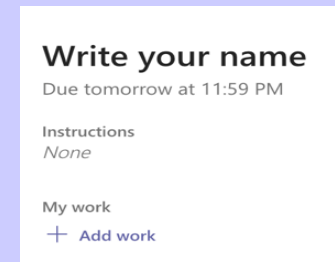 Write your name
Due tomorrow at 11:59 PM
Instructions
None
My work
+ Add work